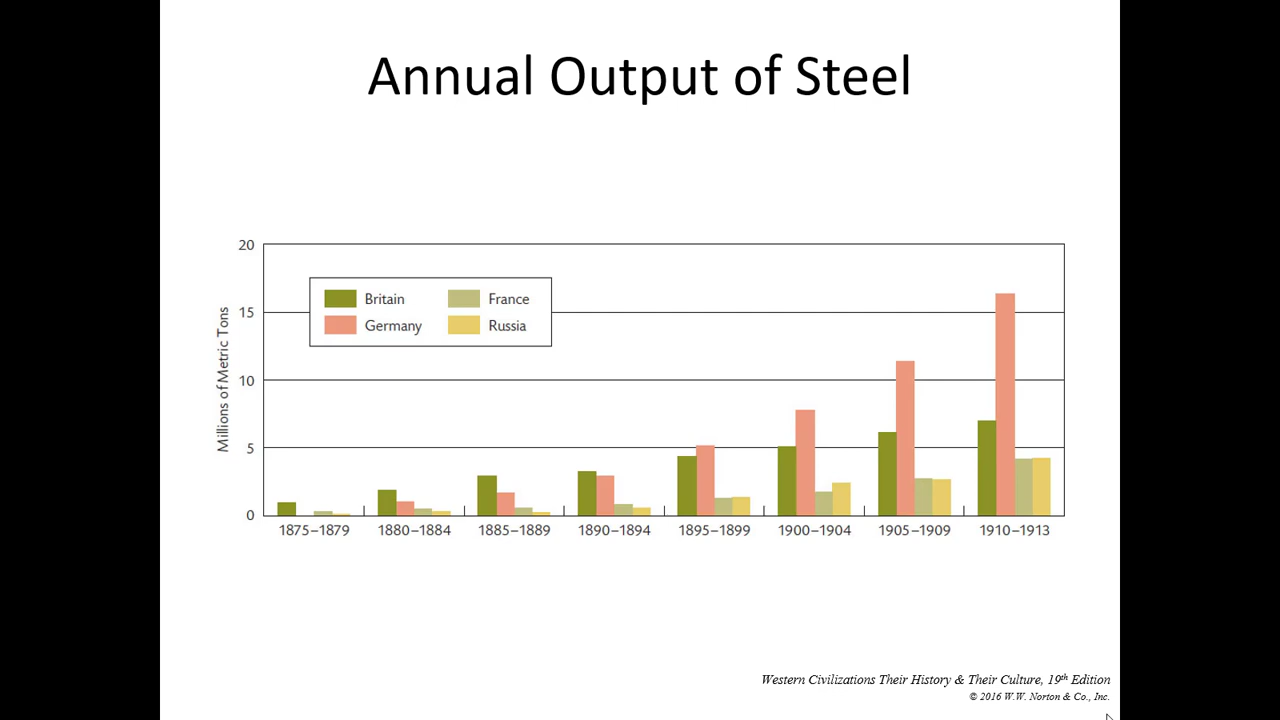 Annual Output of Steel
Millions of Metric Tons
20
15
10
5
0
Britain
France
Germany
Russia
1875–1879
1880–1884
1885–1889
1890–1894
1895–1899
1900–1904
1905–1909
1910–1913
Western Civilizations Their History & Their Culture, 19th Edition
© 2016 W.W. Norton & Co., Inc.